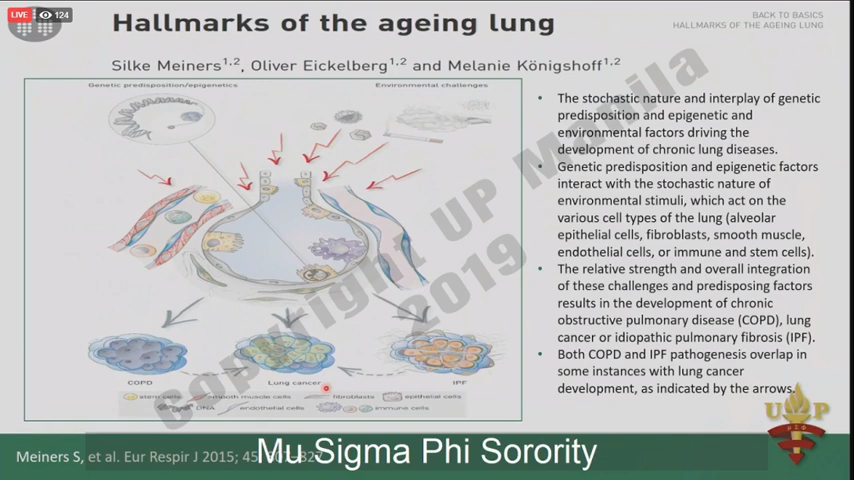 LIVE 124
Hallmarks of the ageing lung
BACK TO BASICS
HALLMARKS OF THE AGEING LUNG
Silke Meiners1,2, Oliver Eickelberg1,2 and Melanie Königshoff1,2
Genetic predisposition/epigenetics
Environmental challenges
COPD
Lung cancer
IPF
stem cells
smooth muscle cells
fibroblasts
epithelial cells
DNA
endothelial cells
immune cells
• The stochastic nature and interplay of genetic
predisposition and epigenetic and
environmental factors driving the
development of chronic lung diseases.
• Genetic predisposition and epigenetic factors
interact with the stochastic nature of
environmental stimuli, which act on the
various cell types of the lung (alveolar
epithelial cells, fibroblasts, smooth muscle,
endothelial cells, or immune and stem cells).
• The relative strength and overall integration
of these challenges and predisposing factors
results in the development of chronic
obstructive pulmonary disease (COPD), lung
cancer or idiopathic pulmonary fibrosis (IPF).
• Both COPD and IPF pathogenesis overlap in
some instances with lung cancer
development, as indicated by the arrows.
Copyright UP Manila
2019
UP
ΜΣΦ
Meiners S, et al. Eur Respir J 2015; 45:
Mu Sigma Phi Sorority